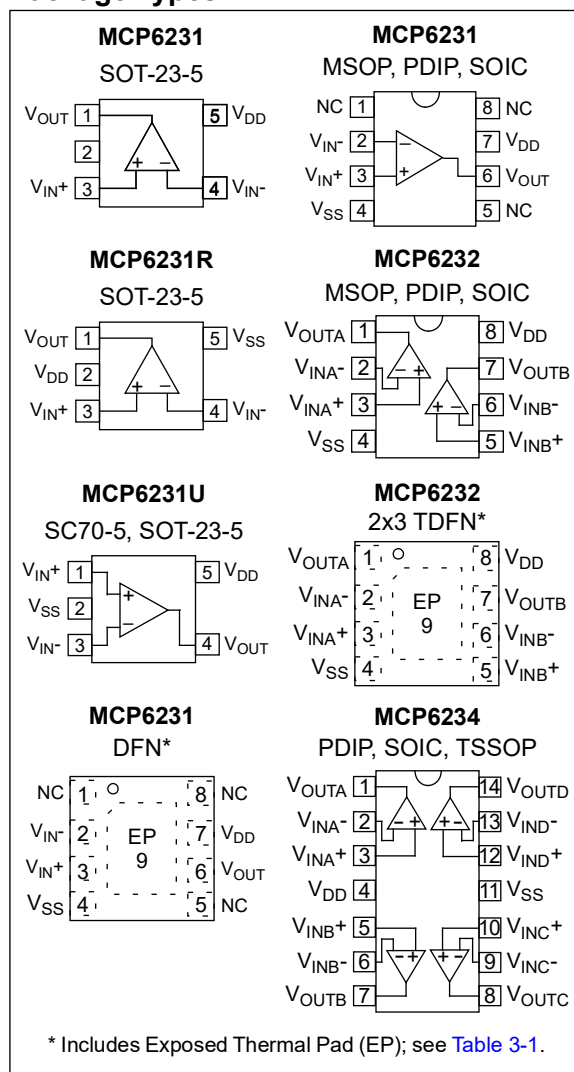 MCP6231
SOT-23-5
VOUT 1 5 VDD
2
VIN+ 3 4 VIN-
+ –
MCP6231
MSOP, PDIP, SOIC
NC 1 8 NC
VIN- 2 – 7 VDD
VIN+ 3 + 6 VOUT
VSS 4 5 NC
MCP6231R
SOT-23-5
VOUT 1 5 VSS
VDD 2
VIN+ 3 4 VIN-
+ –
MCP6232
MSOP, PDIP, SOIC
VOUTA 1 8 VDD
VINA- 2 – + 7 VOUTB
VINA+ 3 + – 6 VINB-
VSS 4 5 VINB+
MCP6231U
SC70-5, SOT-23-5
VIN+ 1 + 5 VDD
VSS 2
VIN- 3 – 4 VOUT
MCP6232
2x3 TDFN*
VOUTA 1 8 VDD
VINA- 2 EP 7 VOUTB
VINA+ 3 9 6 VINB-
VSS 4 5 VINB+
MCP6231
DFN*
NC 1 8 NC
VIN- 2 EP 7 VDD
VIN+ 3 9 6 VOUT
VSS 4 5 NC
MCP6234
PDIP, SOIC, TSSOP
VOUTA 1 14 VOUTD
VINA- 2 – + + – 13 VIND-
VINA+ 3 12 VIND+
VDD 4 11 VSS
VINB+ 5 10 VINC+
VINB- 6 – + + – 9 VINC-
VOUTB 7 8 VOUTC
* Includes Exposed Thermal Pad (EP); see Table 3-1.